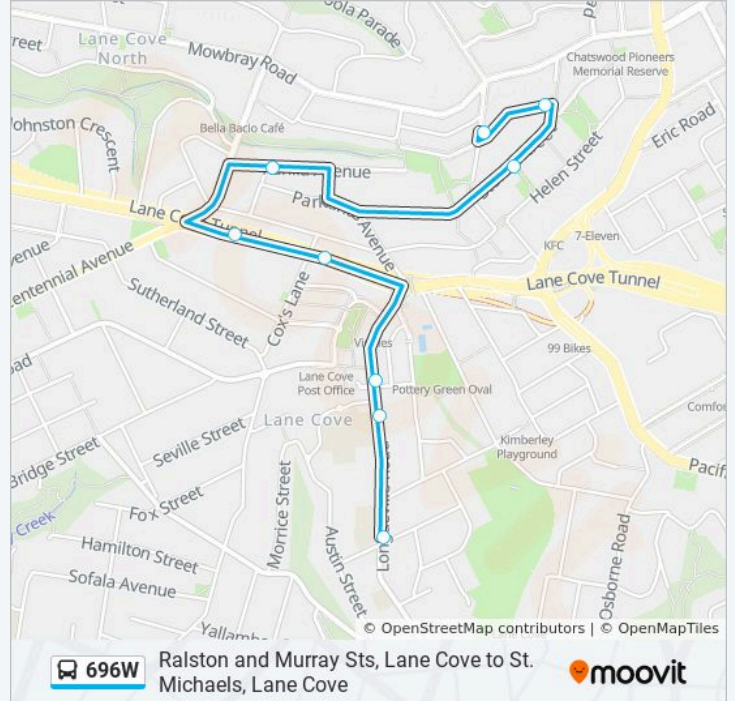 oola Parade
Lane Cove
North
Mowbray Road
Chatswood Pioneers
Memorial Reserve
Johnston Crescent
Bella Bacio Café
Eric Road
Helen Street
Avenue
Parklands Avenue
Lane Cove Tunnel
Centennial Avenue
KFC
7-Eleven
Lane Cove Tunnel
Sutherland Street
Cox's Lane
99 Bikes
Lane Cove
Post Office
Pottery Green Oval
Lane Cove
Seville Street
Kimberley
Playground
Bridge Street
Pacif
Fox Street
Creek
Morrice Street
Hamilton Street
Austin Street
Osborne Road
Sofala Avenue
Yallamb
© OpenStreetMap contributors | © OpenMapTiles
696W
Ralston and Murray Sts, Lane Cove to St.
Michaels, Lane Cove
moovit